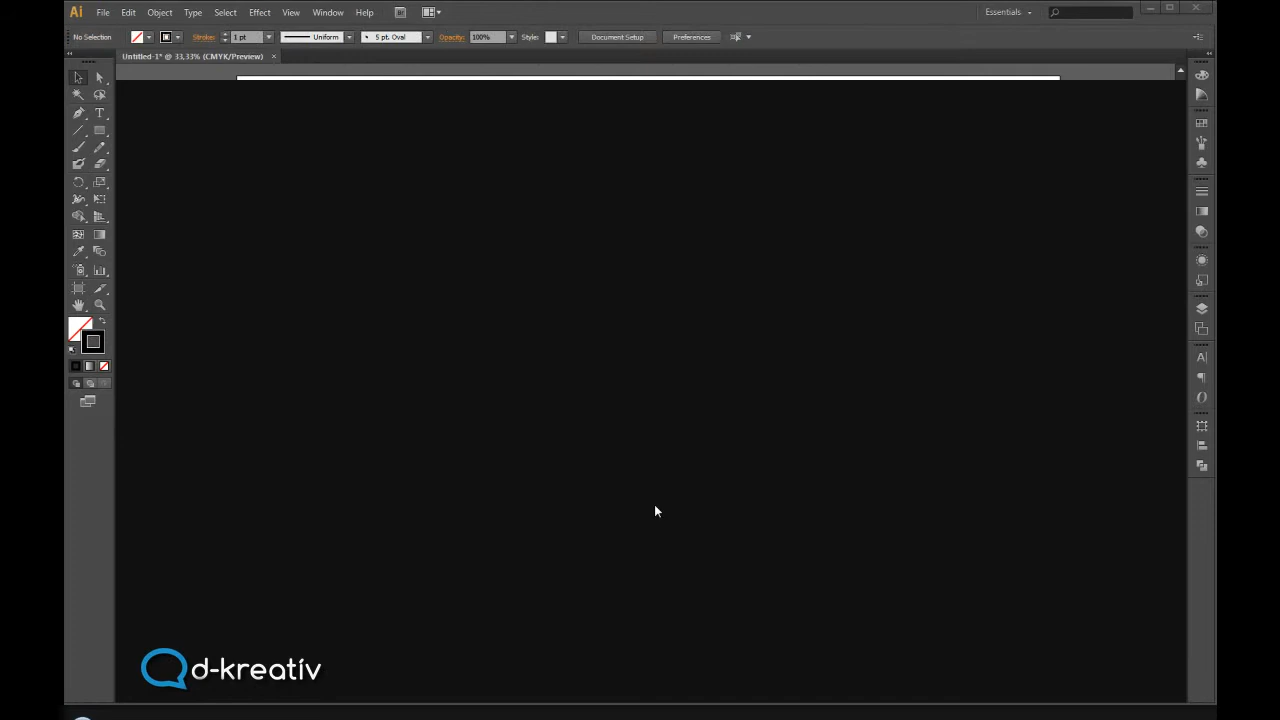 Ai File Edit Object Type Select Effect View Window Help Br Essentials
No Selection Stroke: 1 pt Uniform 5 pt. Oval Opacity: 100% Style: Document Setup Preferences
Untitled-1* @ 33,33% (CMYK/Preview) ×
d-kreatív